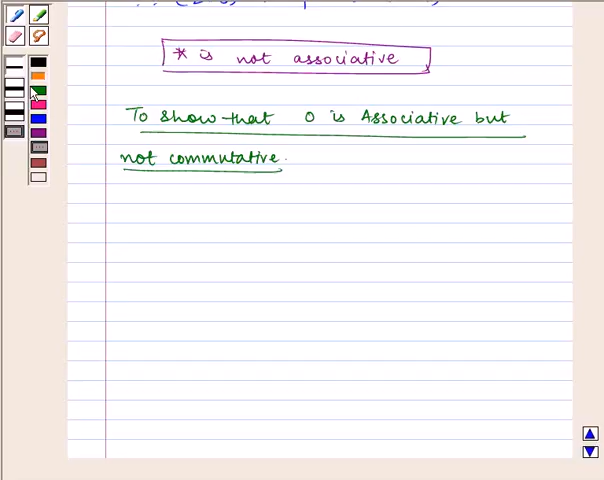 * is not associative
To show that o is Associative but
not commutative.